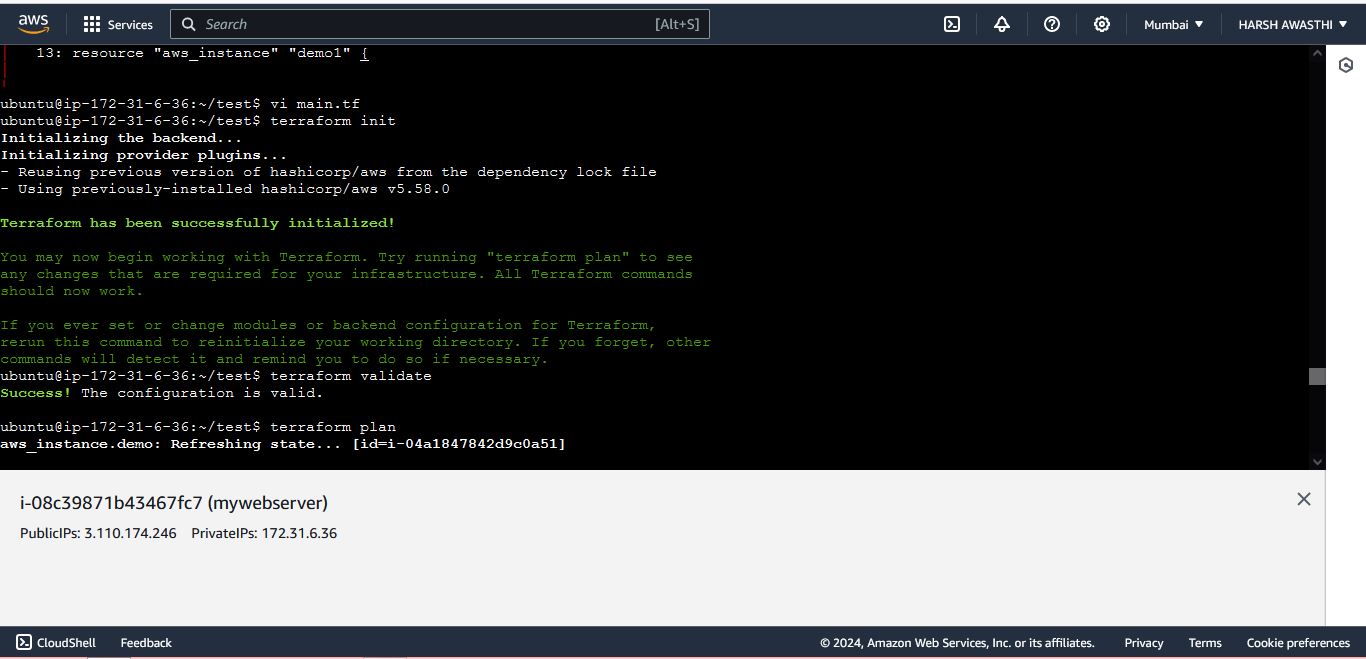 aws
Services
Search
[Alt+S]
Mumbai
HARSH AWASTHI
13: resource "aws_instance" "demo1" {
ubuntu@ip-172-31-6-36:~/test$ vi main.tf
ubuntu@ip-172-31-6-36:~/test$ terraform init
Initializing the backend...
Initializing provider plugins...
- Reusing previous version of hashicorp/aws from the dependency lock file
- Using previously-installed hashicorp/aws v5.58.0
Terraform has been successfully initialized!
You may now begin working with Terraform. Try running "terraform plan" to see
any changes that are required for your infrastructure. All Terraform commands
should now work.
If you ever set or change modules or backend configuration for Terraform,
rerun this command to reinitialize your working directory. If you forget, other
commands will detect it and remind you to do so if necessary.
ubuntu@ip-172-31-6-36:~/test$ terraform validate
Success! The configuration is valid.
ubuntu@ip-172-31-6-36:~/test$ terraform plan
aws_instance.demo: Refreshing state... [id=i-04a1847842d9c0a51]
i-08c39871b43467fc7 (mywebserver)
PublicIPs: 3.110.174.246 PrivateIPs: 172.31.6.36
CloudShell
Feedback
© 2024, Amazon Web Services, Inc. or its affiliates.
Privacy
Terms
Cookie preferences